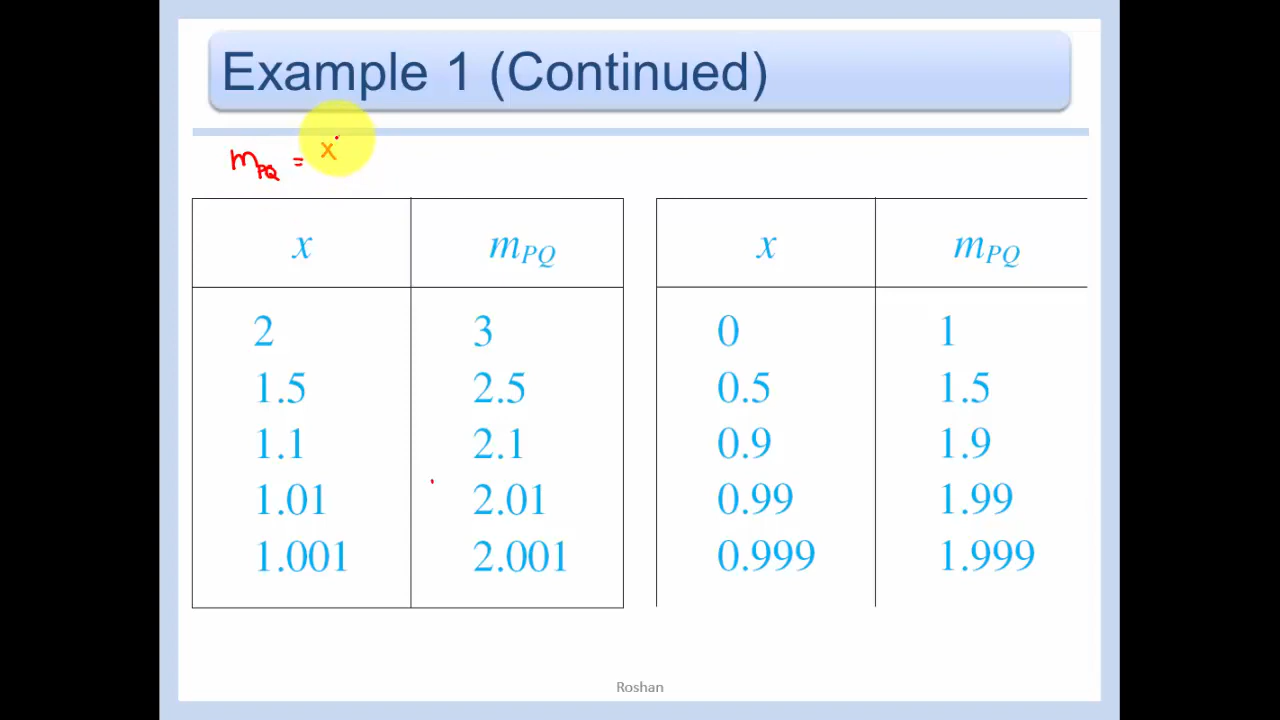 Example 1 (Continued)
m_PQ = x
x m_PQ x m_PQ
2 3 0 1
1.5 2.5 0.5 1.5
1.1 2.1 0.9 1.9
1.01 2.01 0.99 1.99
1.001 2.001 0.999 1.999
Roshan